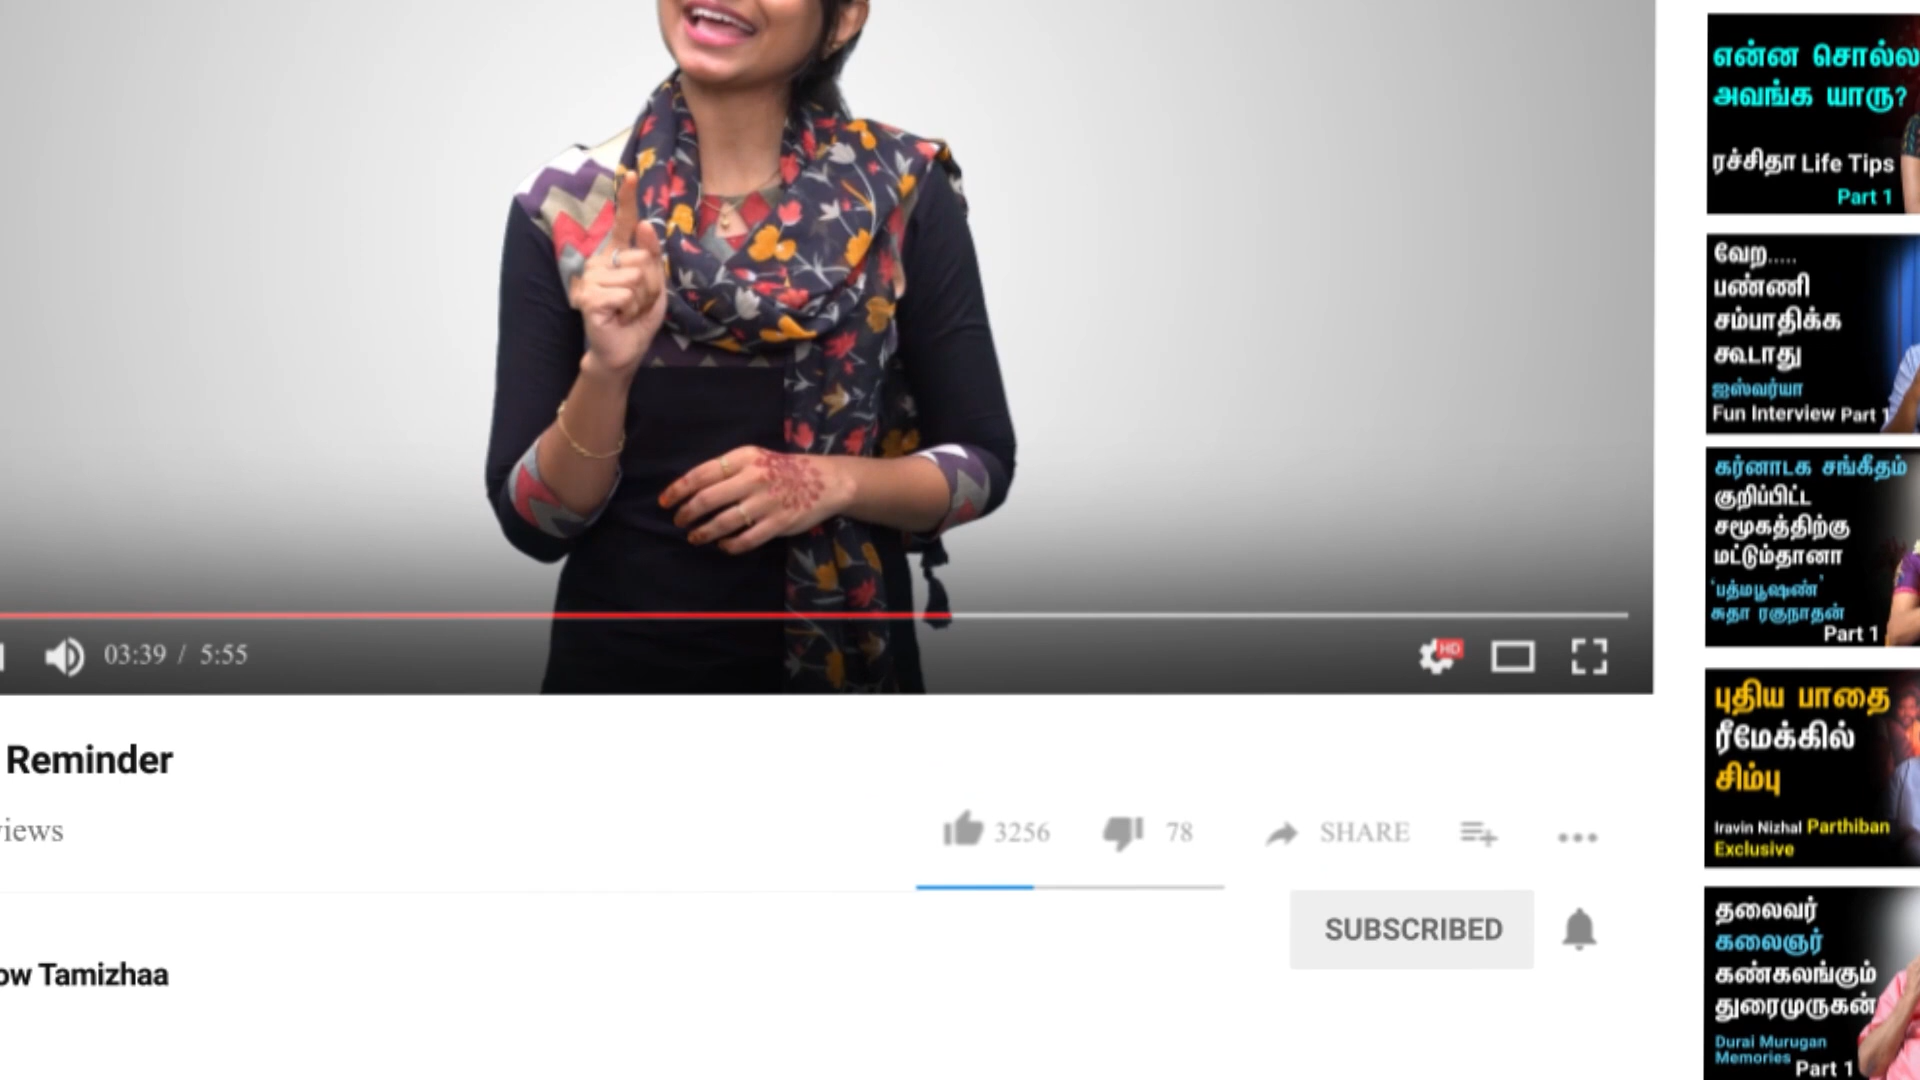 03:39 / 5:55
HD
Reminder
views
3256
78
SHARE
SUBSCRIBED
ow Tamizhaa
என்ன சொல்ல
அவங்க யாரு?
ரச்சிதா Life Tips
Part 1
வேற.....
பண்ணி
சம்பாதிக்க
கூடாது
ஐஸ்வர்யா
Fun Interview Part 1
கர்னாடக சங்கீதம்
குறிப்பிட்ட
சமூகத்திற்கு
மட்டும்தானா
'பத்மபூஷண்'
சுதா ரகுநாதன்
Part 1
புதிய பாதை
ரீமேக்கில்
சிம்பு
Iravin Nizhal Parthiban
Exclusive
தலைவர்
கலைஞர்
கண்கலங்கும்
துரைமுருகன்
Durai Murugan
Memories Part 1